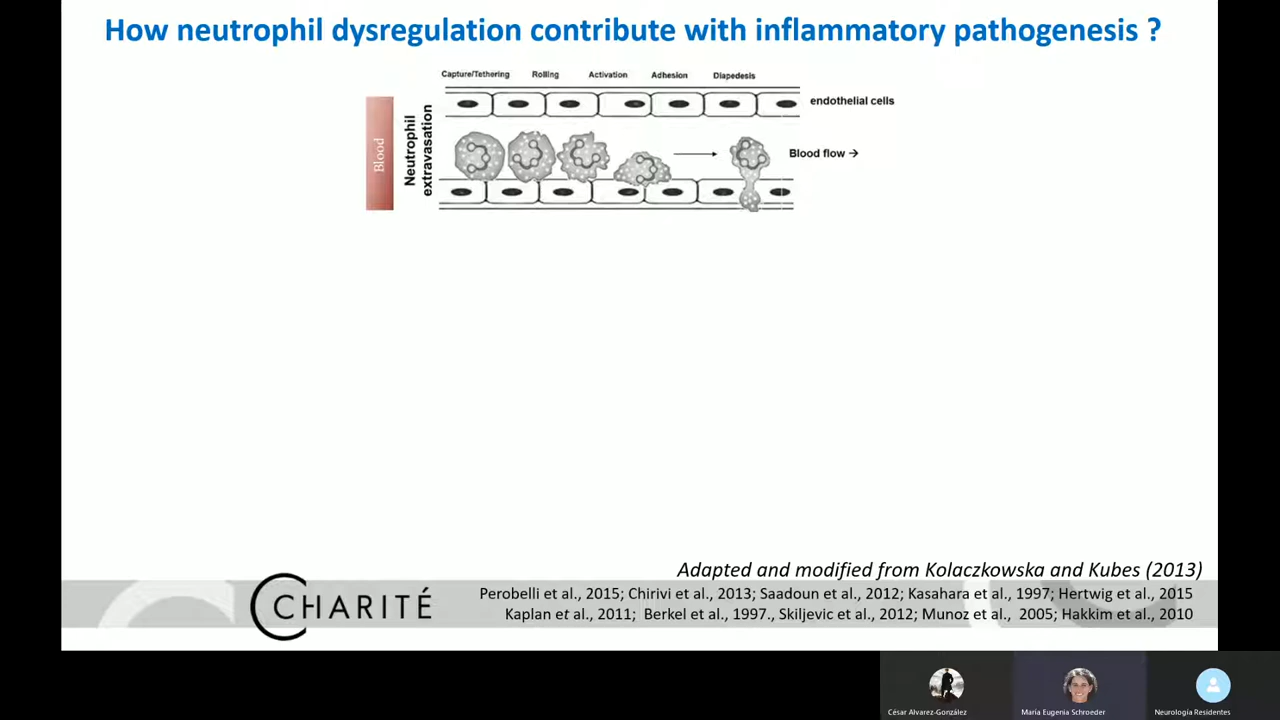 How neutrophil dysregulation contribute with inflammatory pathogenesis ?
Capture/Tethering Rolling Activation Adhesion Diapedesis
endothelial cells
Blood
Neutrophil
extravasation
Blood flow →
Adapted and modified from Kolaczkowska and Kubes (2013)
Perobelli et al., 2015; Chirivi et al., 2013; Saadoun et al., 2012; Kasahara et al., 1997; Hertwig et al., 2015
Kaplan et al., 2011; Berkel et al., 1997., Skiljevic et al., 2012; Munoz et al., 2005; Hakkim et al., 2010
CHARITÉ
César Alvarez-González
María Eugenia Schroeder
Neurología Residentes